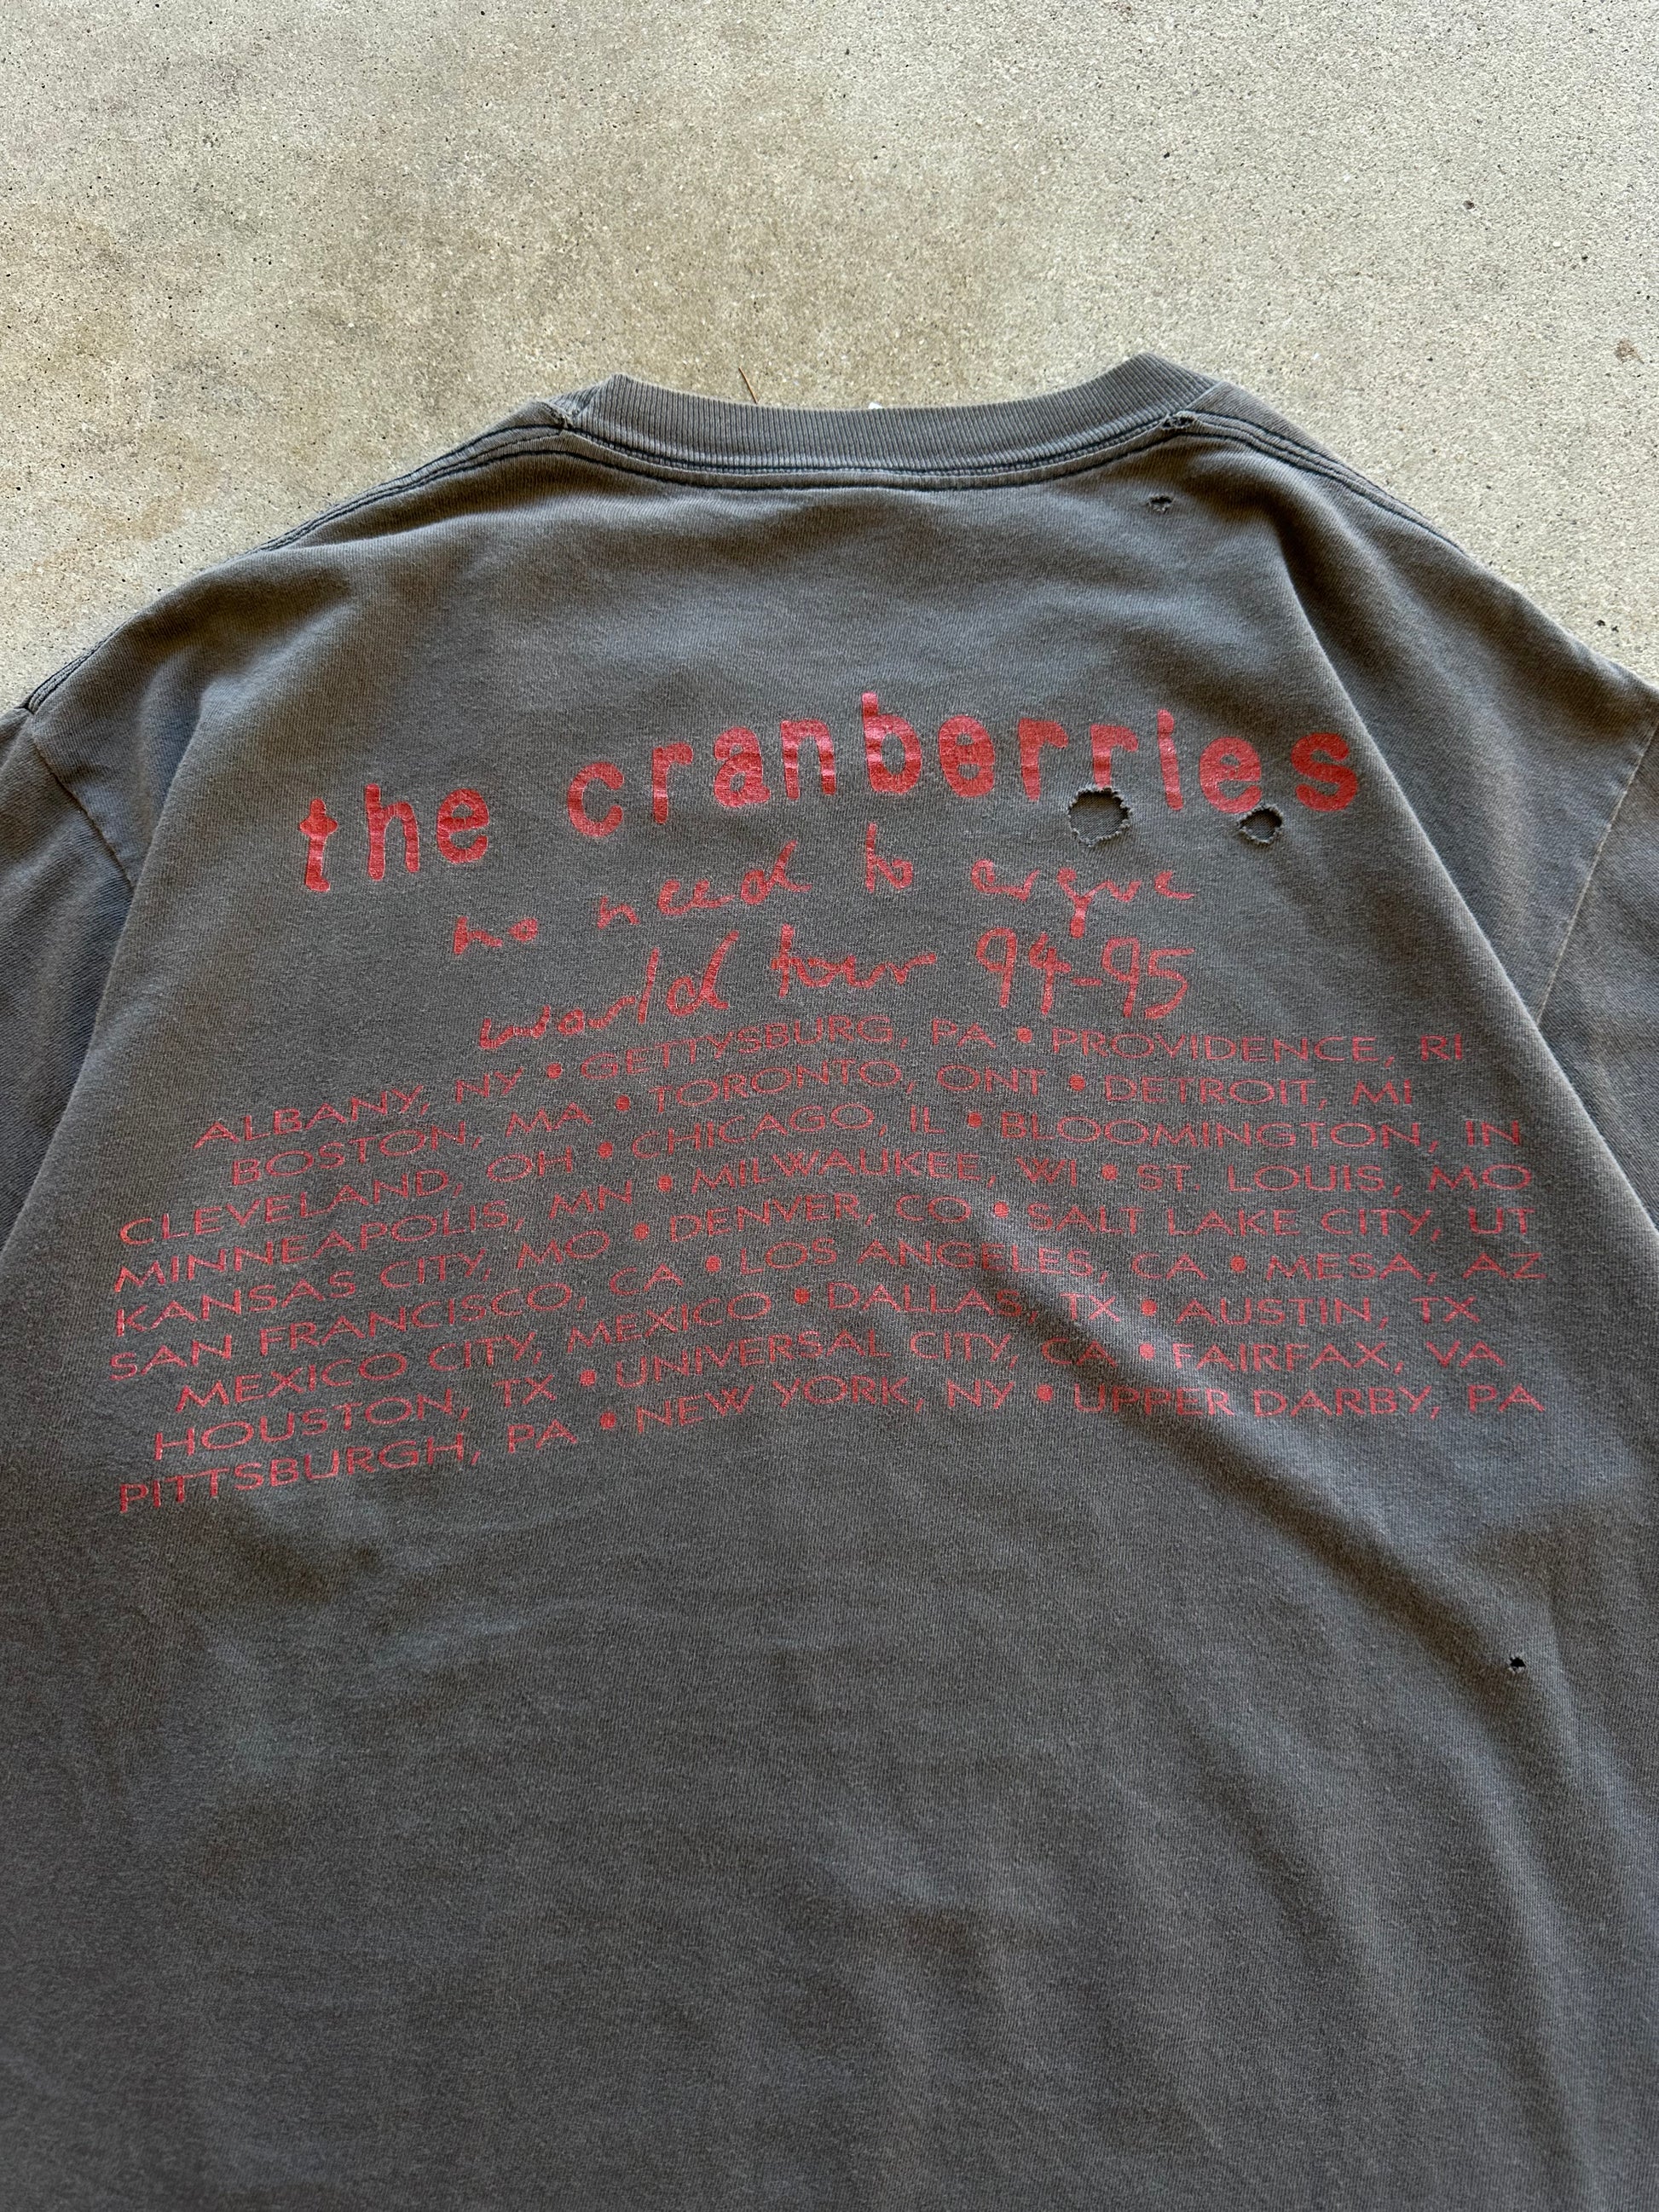 the cranberries
no need to argue
world tour 94-95
ALBANY, NY • GETTYSBURG, PA • PROVIDENCE, RI
BOSTON, MA • TORONTO, ONT • DETROIT, MI
CLEVELAND, OH • CHICAGO, IL • BLOOMINGTON, IN
MINNEAPOLIS, MN • MILWAUKEE, WI • ST. LOUIS, MO
KANSAS CITY, MO • DENVER, CO • SALT LAKE CITY, UT
SAN FRANCISCO, CA • LOS ANGELES, CA • MESA, AZ
MEXICO CITY, MEXICO • DALLAS, TX • AUSTIN, TX
HOUSTON, TX • UNIVERSAL CITY, CA • FAIRFAX, VA
PITTSBURGH, PA • NEW YORK, NY • UPPER DARBY, PA